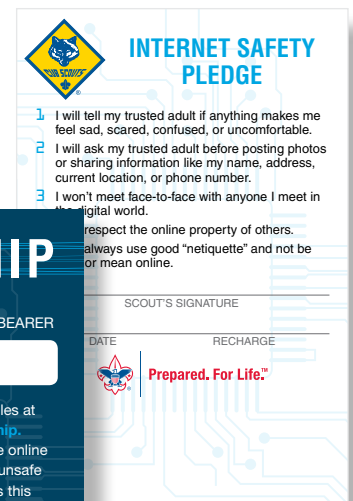 CUB SCOUTS
INTERNET SAFETY
PLEDGE
1 I will tell my trusted adult if anything makes me
feel sad, scared, confused, or uncomfortable.
2 I will ask my trusted adult before posting photos
or sharing information like my name, address,
current location, or phone number.
3 I won't meet face-to-face with anyone I meet in
the digital world.
respect the online property of others.
always use good “netiquette” and not be
or mean online.
SCOUT'S SIGNATURE
DATE RECHARGE
Prepared. For Life.™
IP
BEARER
les at
hip.
e online
unsafe
s this